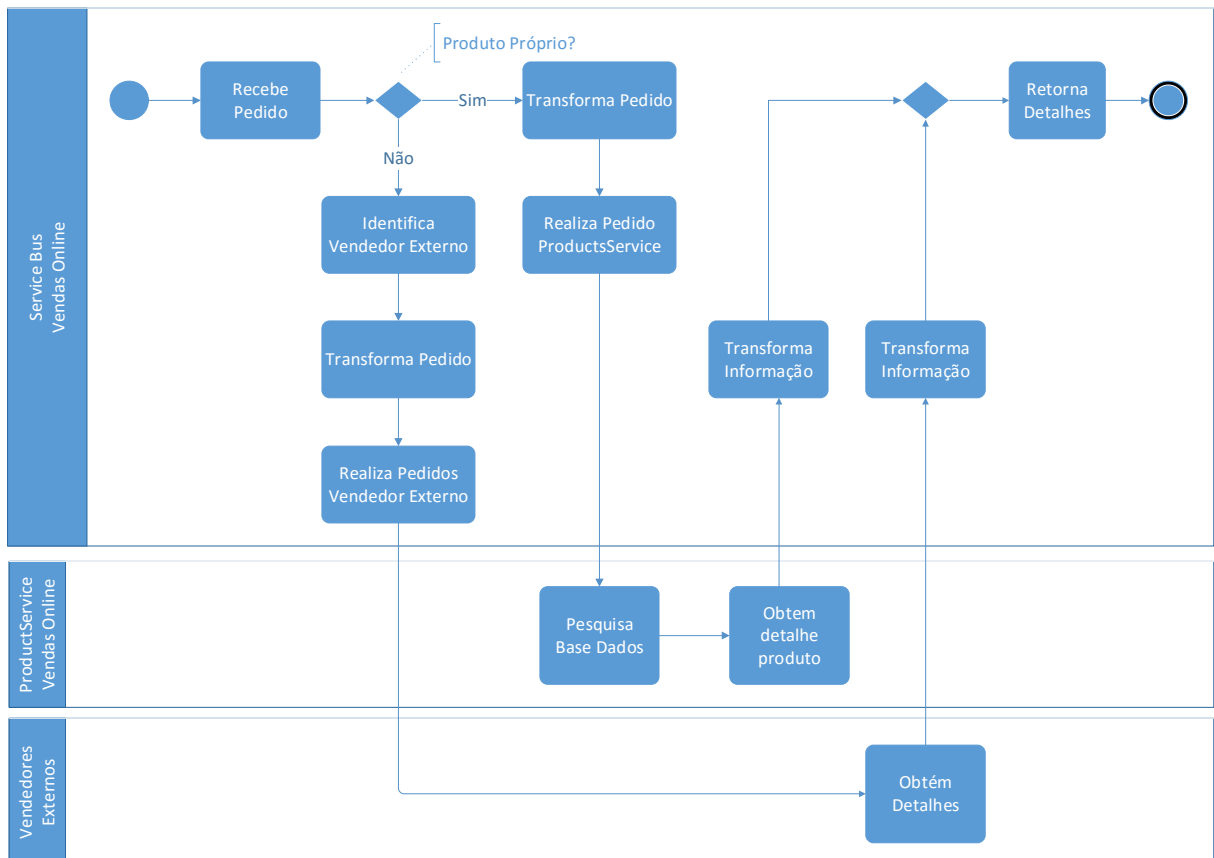 Service Bus
Vendas Online
Produto Próprio?
Recebe
Pedido
Sim
Transforma Pedido
Retorna
Detalhes
Não
Identifica
Vendedor Externo
Realiza Pedido
ProductsService
Transforma Pedido
Transforma
Informação
Transforma
Informação
Realiza Pedidos
Vendedor Externo
ProductService
Vendas Online
Pesquisa
Base Dados
Obtem
detalhe
produto
Vendedores
Externos
Obtém
Detalhes